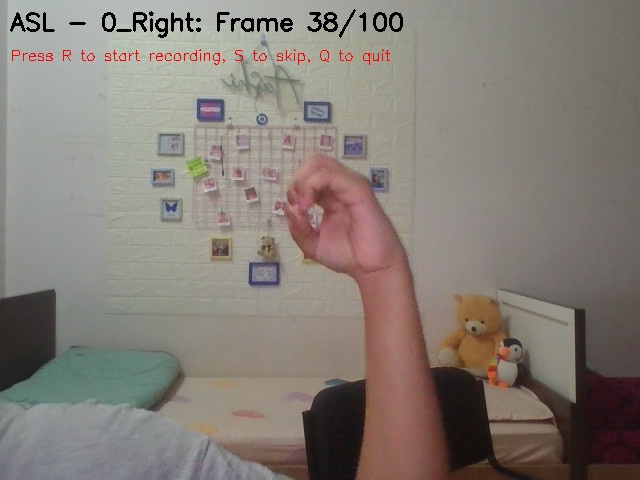 ASL - 0_Right: Frame 38/100
Press R to start recording, S to skip, Q to quit